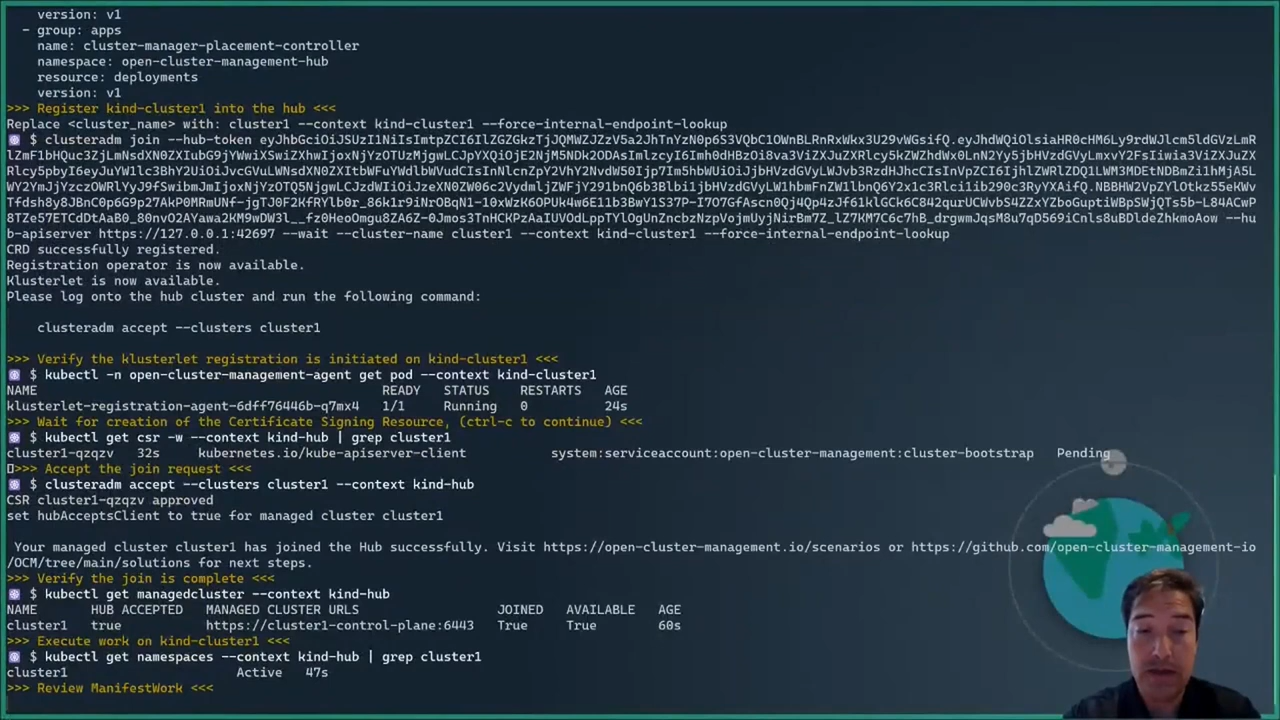 version: v1
- group: apps
name: cluster-manager-placement-controller
namespace: open-cluster-management-hub
resource: deployments
version: v1
>>> Register kind-cluster1 into the hub <<<
Replace <cluster_name> with: cluster1 --context kind-cluster1 --force-internal-endpoint-lookup
$ clusteradm join --hub-token
ub-apiserver https://127.0.0.1:42697 --wait --cluster-name cluster1 --context kind-cluster1 --force-internal-endpoint-lookup
CRD successfully registered.
Registration operator is now available.
Klusterlet is now available.
Please log onto the hub cluster and run the following command:
clusteradm accept --clusters cluster1
>>> Verify the klusterlet registration is initiated on kind-cluster1 <<<
$ kubectl -n open-cluster-management-agent get pod --context kind-cluster1
NAME READY STATUS RESTARTS AGE
klusterlet-registration-agent-6dff76446b-q7mx4 1/1 Running 0 24s
>>> Wait for creation of the Certificate Signing Resource, (ctrl-c to continue) <<<
$ kubectl get csr -w --context kind-hub | grep cluster1
cluster1-qzqzv 32s kubernetes.io/kube-apiserver-client system:serviceaccount:open-cluster-management:cluster-bootstrap Pending
>>> Accept the join request <<<
$ clusteradm accept --clusters cluster1 --context kind-hub
CSR cluster1-qzqzv approved
set hubAcceptsClient to true for managed cluster cluster1
Your managed cluster cluster1 has joined the Hub successfully. Visit https://open-cluster-management.io/scenarios or https://github.com/open-cluster-management-io
/OCM/tree/main/solutions for next steps.
>>> Verify the join is complete <<<
$ kubectl get managedcluster --context kind-hub
NAME HUB ACCEPTED MANAGED CLUSTER URLS JOINED AVAILABLE AGE
cluster1 true https://cluster1-control-plane:6443 True True 60s
>>> Execute work on kind-cluster1 <<<
$ kubectl get namespaces --context kind-hub | grep cluster1
cluster1 Active 47s
>>> Review ManifestWork <<<